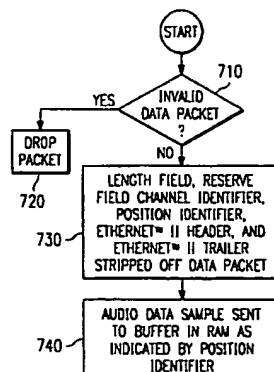 START
710
INVALID
DATA PACKET
?
YES
NO
DROP
PACKET
720
LENGTH FIELD, RESERVE
FIELD CHANNEL IDENTIFIER,
POSITION IDENTIFIER,
ETHERNET® II HEADER, AND
ETHERNET® II TRAILER
STRIPPED OFF DATA PACKET
730
AUDIO DATA SAMPLE SENT
TO BUFFER IN RAM AS
INDICATED BY POSITION
IDENTIFIER
740